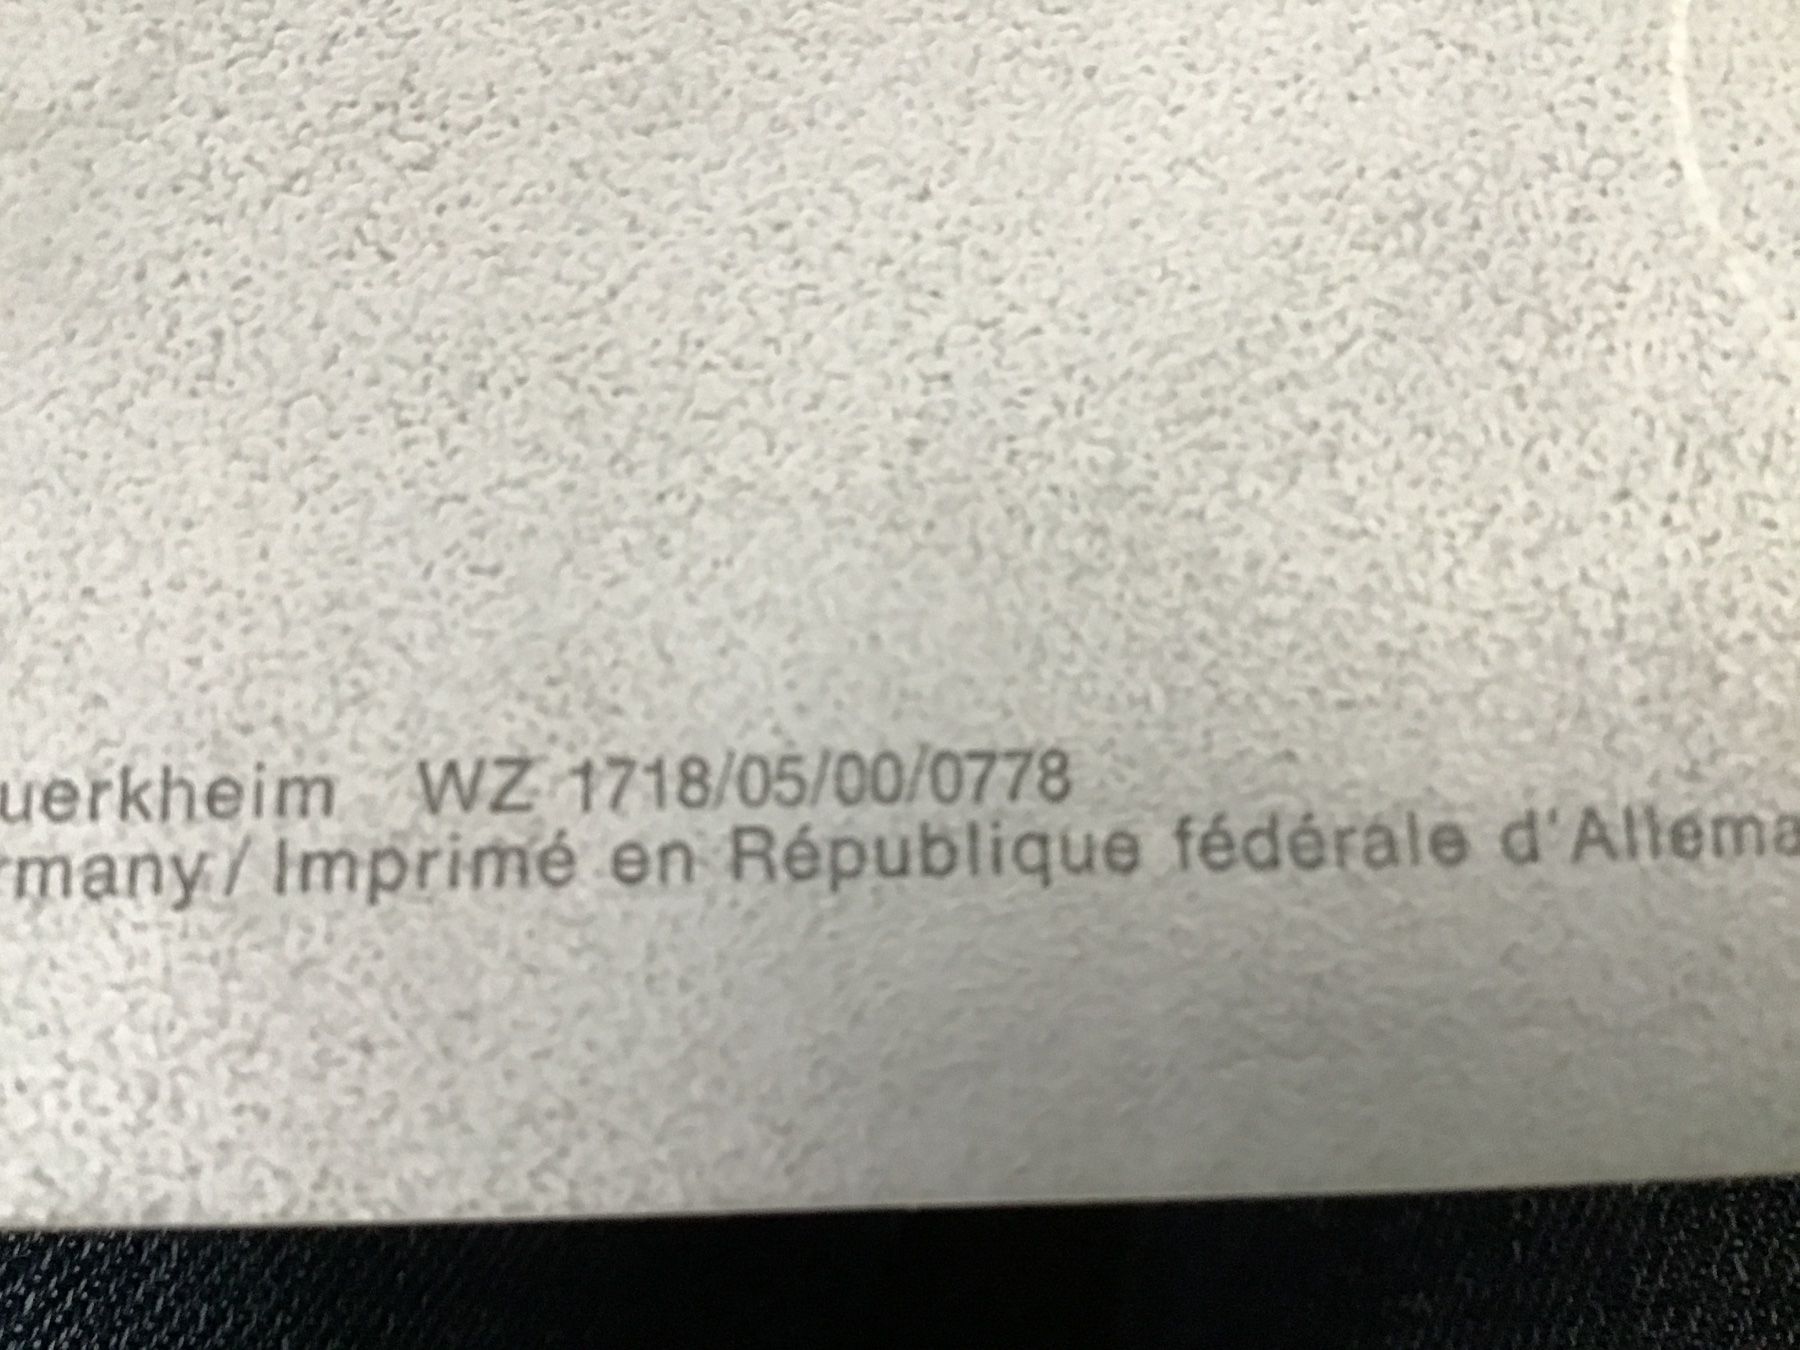 uerkheim WZ 1718/05/00/0778
rmany / Imprimé en République fédérale d'Allema